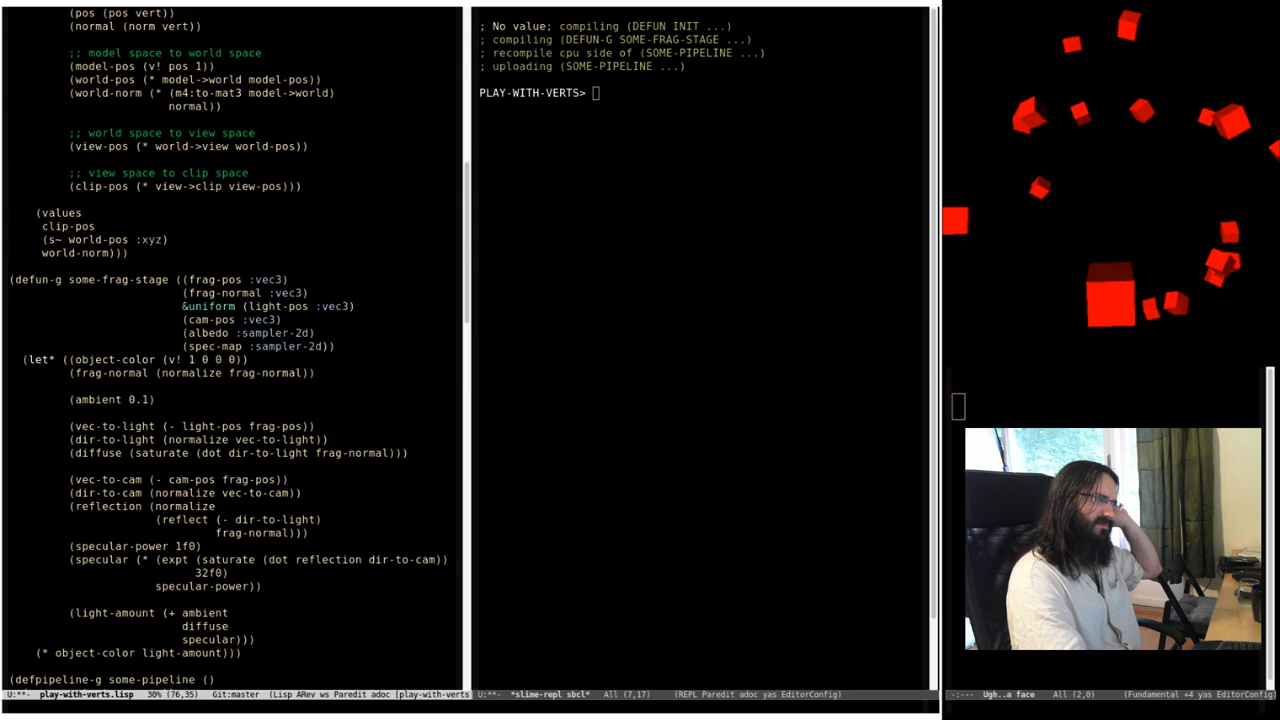 (pos (pos vert))
(normal (norm vert))
;; model space to world space
(model-pos (v! pos 1))
(world-pos (* model->world model-pos))
(world-norm (* (m4:to-mat3 model->world)
normal))
;; world space to view space
(view-pos (* world->view world-pos))
;; view space to clip space
(clip-pos (* view->clip view-pos)))
(values
clip-pos
(s~ world-pos :xyz)
world-norm)))
(defun-g some-frag-stage ((frag-pos :vec3)
(frag-normal :vec3)
&uniform (light-pos :vec3)
(cam-pos :vec3)
(albedo :sampler-2d)
(spec-map :sampler-2d))
(let* ((object-color (v! 1 0 0 0))
(frag-normal (normalize frag-normal))
(ambient 0.1)
(vec-to-light (- light-pos frag-pos))
(dir-to-light (normalize vec-to-light))
(diffuse (saturate (dot dir-to-light frag-normal)))
(vec-to-cam (- cam-pos frag-pos))
(dir-to-cam (normalize vec-to-cam))
(reflection (normalize
(reflect (- dir-to-light)
frag-normal)))
(specular-power 1f0)
(specular (* (expt (saturate (dot reflection dir-to-cam))
32f0)
specular-power))
(light-amount (+ ambient
diffuse
specular)))
(* object-color light-amount)))
(defpipeline-g some-pipeline ()
U:**- play-with-verts.lisp 30% (76,35) Git:master (Lisp ARev ws Paredit adoc [play-with-verts
; No value; compiling (DEFUN INIT ...)
; compiling (DEFUN-G SOME-FRAG-STAGE ...)
; recompile cpu side of (SOME-PIPELINE ...)
; uploading (SOME-PIPELINE ...)
PLAY-WITH-VERTS>
U:**- *slime-repl sbcl* All (7,17) (REPL Paredit adoc yas EditorConfig)
-:--- Ugh..a face All (2,0) (Fundamental +4 yas EditorConfig)